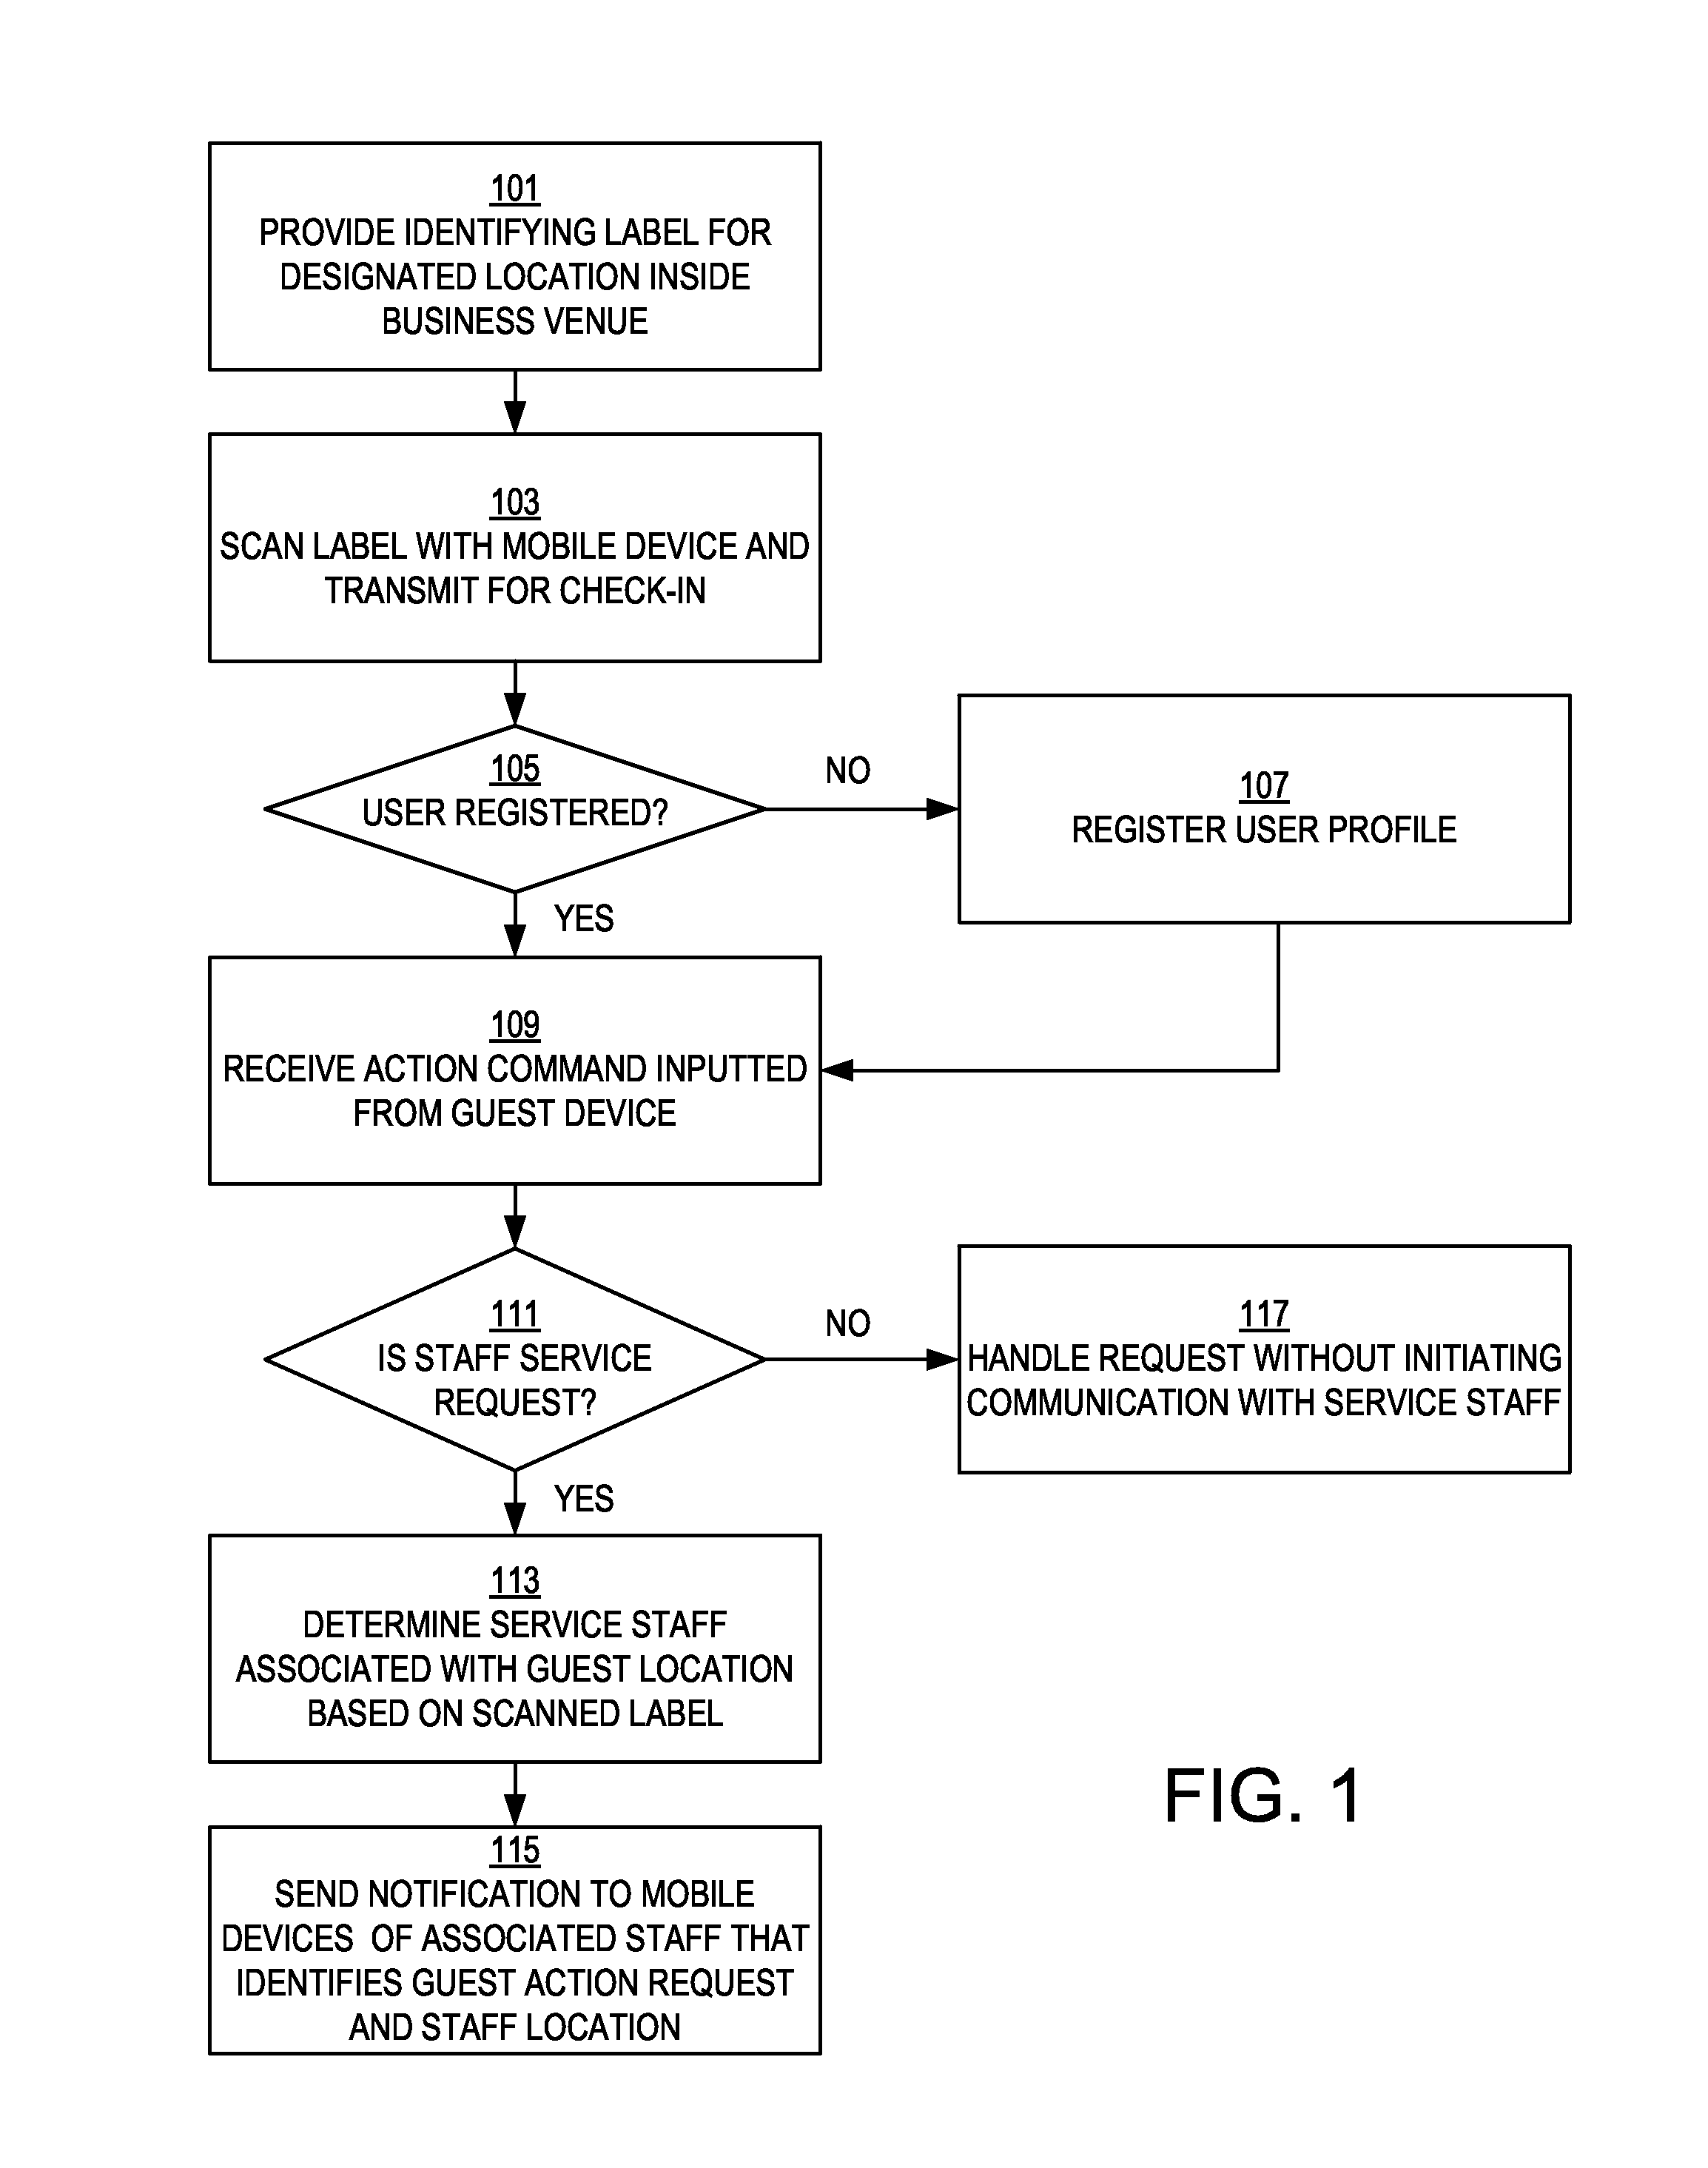 101
PROVIDE IDENTIFYING LABEL FOR
DESIGNATED LOCATION INSIDE
BUSINESS VENUE
103
SCAN LABEL WITH MOBILE DEVICE AND
TRANSMIT FOR CHECK-IN
105
USER REGISTERED?
NO
107
REGISTER USER PROFILE
YES
109
RECEIVE ACTION COMMAND INPUTTED
FROM GUEST DEVICE
111
IS STAFF SERVICE
REQUEST?
NO
117
HANDLE REQUEST WITHOUT INITIATING
COMMUNICATION WITH SERVICE STAFF
YES
113
DETERMINE SERVICE STAFF
ASSOCIATED WITH GUEST LOCATION
BASED ON SCANNED LABEL
115
SEND NOTIFICATION TO MOBILE
DEVICES OF ASSOCIATED STAFF THAT
IDENTIFIES GUEST ACTION REQUEST
AND STAFF LOCATION
FIG. 1